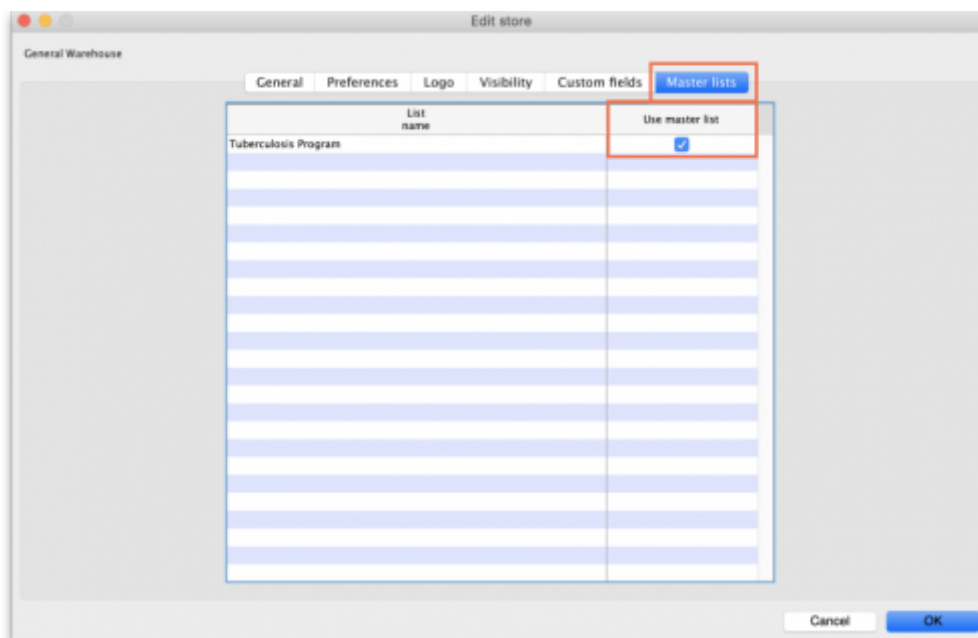 Edit store
General Warehouse
General Preferences Logo Visibility Custom fields Master lists
List
name
Use master list
Tuberculosis Program
Cancel OK